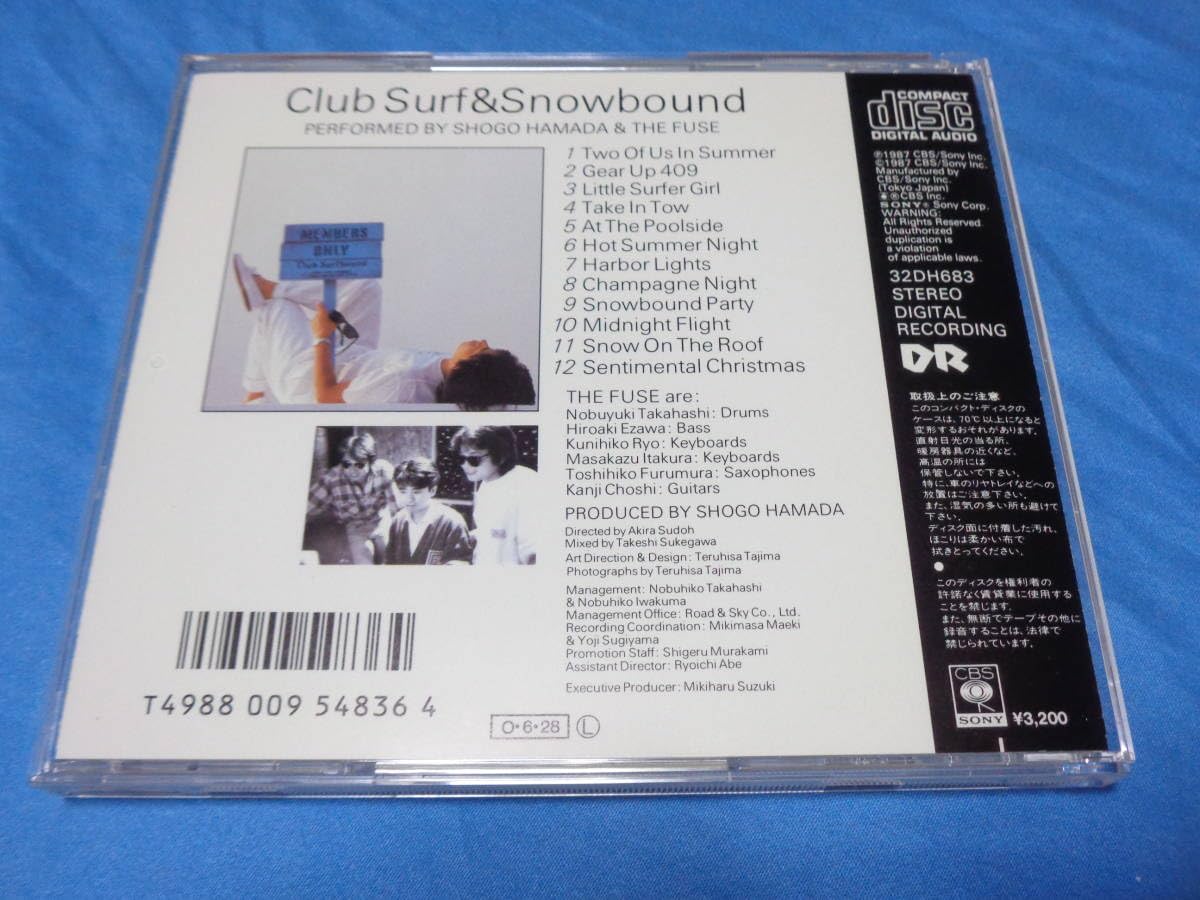 Club Surf&Snowbound
PERFORMED BY SHOGO HAMADA & THE FUSE
MEMBERS
ONLY
Club Surf&Snowbound
1 Two Of Us In Summer
2 Gear Up 409
3 Little Surfer Girl
4 Take In Tow
5 At The Poolside
6 Hot Summer Night
7 Harbor Lights
8 Champagne Night
9 Snowbound Party
10 Midnight Flight
11 Snow On The Roof
12 Sentimental Christmas
THE FUSE are:
Nobuyuki Takahashi: Drums
Hiroaki Ezawa: Bass
Kunihiko Ryo: Keyboards
Masakazu Itakura: Keyboards
Toshihiko Furumura: Saxophones
Kanji Choshi: Guitars
PRODUCED BY SHOGO HAMADA
Directed by Akira Sudoh
Mixed by Takeshi Sukegawa
Art Direction & Design: Teruhisa Tajima
Photographs by Teruhisa Tajima
Management: Nobuhiko Takahashi
& Nobuhiko Iwakuma
Management Office: Road & Sky Co., Ltd.
Recording Coordination: Mikimasa Maeki
& Yoji Sugiyama
Promotion Staff: Shigeru Murakami
Assistant Director: Ryoichi Abe
Executive Producer: Mikiharu Suzuki
T4988 009 54836 4
O・6・28 Ⓛ
COMPACT
disc
DIGITAL AUDIO
℗1987 CBS/Sony Inc.
©1987 CBS/Sony Inc.
Manufactured by
CBS/Sony Inc.
(Tokyo Japan)
®CBS Inc.
SONY® Sony Corp.
WARNING:
All Rights Reserved.
Unauthorized
duplication is
a violation
of applicable laws.
32DH683
STEREO
DIGITAL
RECORDING
DR
取扱上のご注意
このコンパクト・ディスクの
ケースは、70℃以上になると
変形するおそれがあります。
直射日光の当る所、
暖房器具の近くなど、
高温の所には
保管しないで下さい。
特に、車のリヤトレイなどへの
放置はご注意下さい。
また、湿気の多い所も避けて
下さい。
ディスク面に付着した汚れ、
ほこりは柔かい布で
拭きとってください。
●
このディスクを権利者の
許諾なく賃貸業に使用する
ことを禁じます。
また、無断でテープその他に
録音することは、法律で
禁じられています。
CBS
SONY
¥3,200